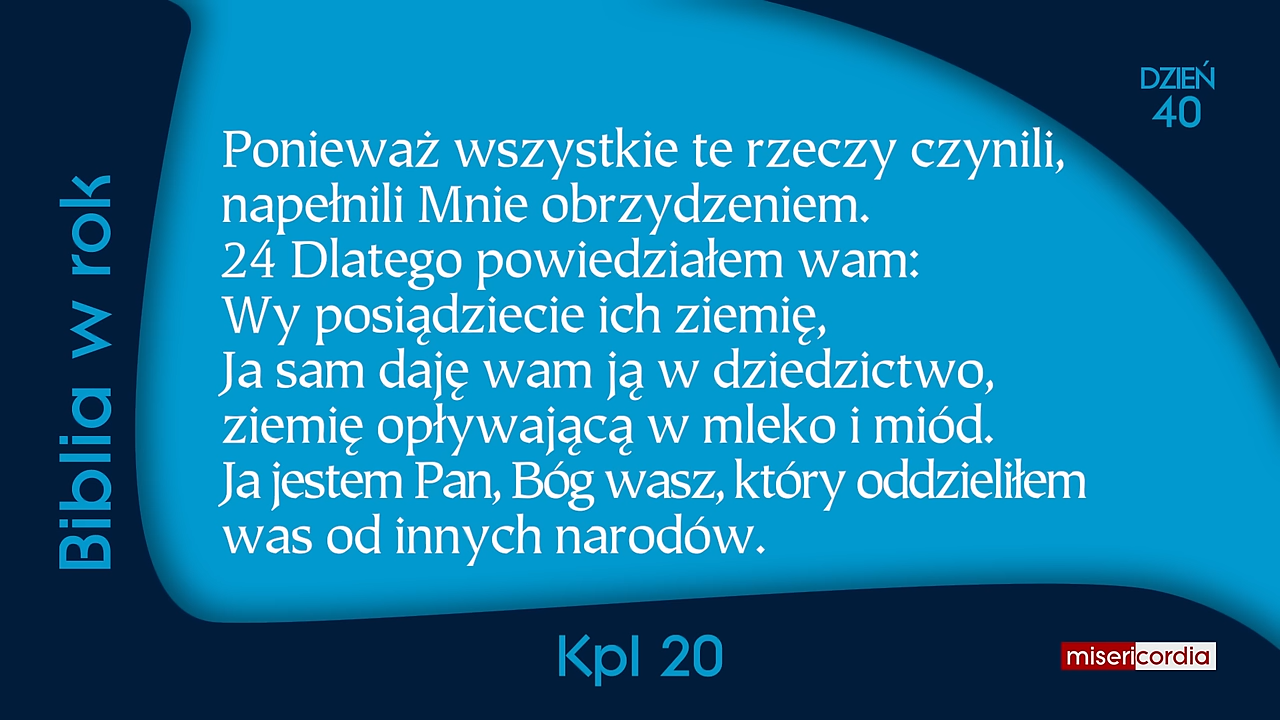 DZIEŃ
40
Biblia w rok
Ponieważ wszystkie te rzeczy czynili,
napełnili Mnie obrzydzeniem.
24 Dlatego powiedziałem wam:
Wy posiądziecie ich ziemię,
Ja sam daję wam ją w dziedzictwo,
ziemię opływającą w mleko i miód.
Ja jestem Pan, Bóg wasz, który oddzieliłem
was od innych narodów.
Kpl 20
misericordia